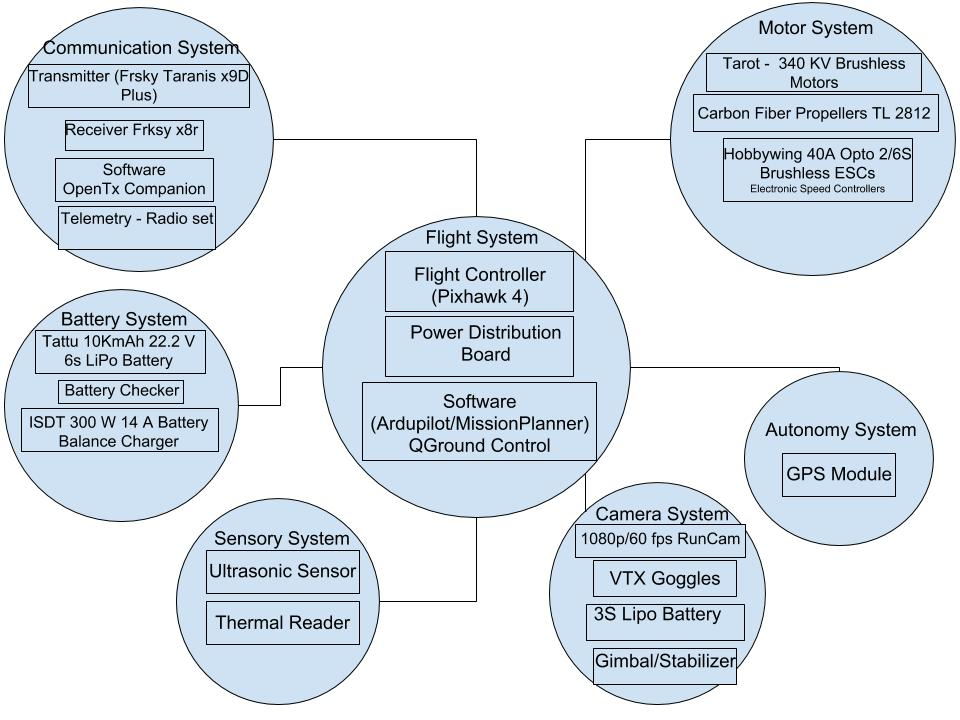 Communication System
Transmitter (Frsky Taranis x9D
Plus)
Receiver Frksy x8r
Software
OpenTx Companion
Telemetry - Radio set
Motor System
Tarot - 340 KV Brushless
Motors
Carbon Fiber Propellers TL 2812
Hobbywing 40A Opto 2/6S
Brushless ESCs
Electronic Speed Controllers
Flight System
Flight Controller
(Pixhawk 4)
Power Distribution
Board
Software
(Ardupilot/MissionPlanner)
QGround Control
Battery System
Tattu 10KmAh 22.2 V
6s LiPo Battery
Battery Checker
ISDT 300 W 14 A Battery
Balance Charger
Autonomy System
GPS Module
Sensory System
Ultrasonic Sensor
Thermal Reader
Camera System
1080p/60 fps RunCam
VTX Goggles
3S Lipo Battery
Gimbal/Stabilizer